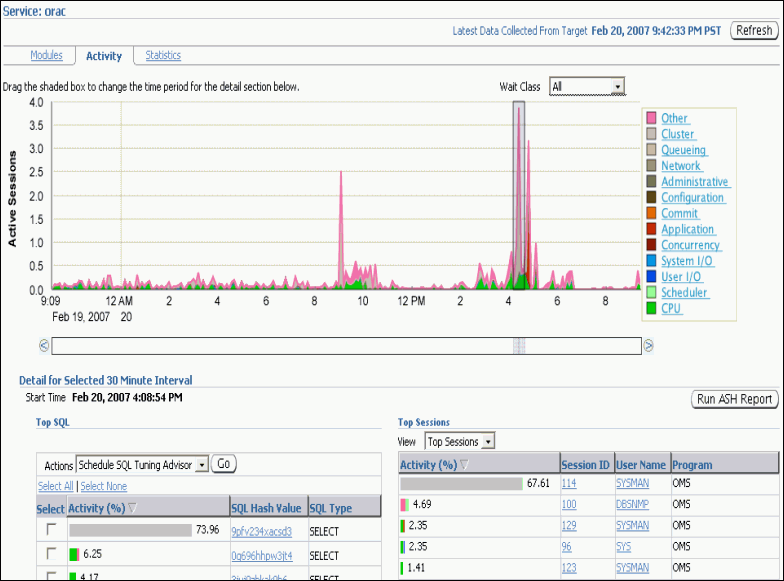 Service: orac
Latest Data Collected From Target Feb 20, 2007 9:42:33 PM PST Refresh
Modules Activity Statistics
Drag the shaded box to change the time period for the detail section below. Wait Class All
Active Sessions
4.0
3.5
3.0
2.5
2.0
1.5
1.0
0.5
0.0
9:09 12 AM 2 4 6 8 10 12 PM 2 4 6 8
Feb 19, 2007 20
Other
Cluster
Queueing
Network
Administrative
Configuration
Commit
Application
Concurrency
System I/O
User I/O
Scheduler
CPU
Detail for Selected 30 Minute Interval
Start Time Feb 20, 2007 4:08:54 PM Run ASH Report
Top SQL
Actions Schedule SQL Tuning Advisor Go
Select All | Select None
Select Activity (%) SQL Hash Value SQL Type
73.96 9pfv234xacsd3 SELECT
6.25 0g696hhpw3jt4 SELECT
4.17 SELECT
Top Sessions
View Top Sessions
Activity (%) Session ID User Name Program
67.61 114 SYSMAN OMS
4.69 100 DBSNMP OMS
2.35 129 SYSMAN OMS
2.35 96 SYS OMS
1.41 123 SYSMAN OMS